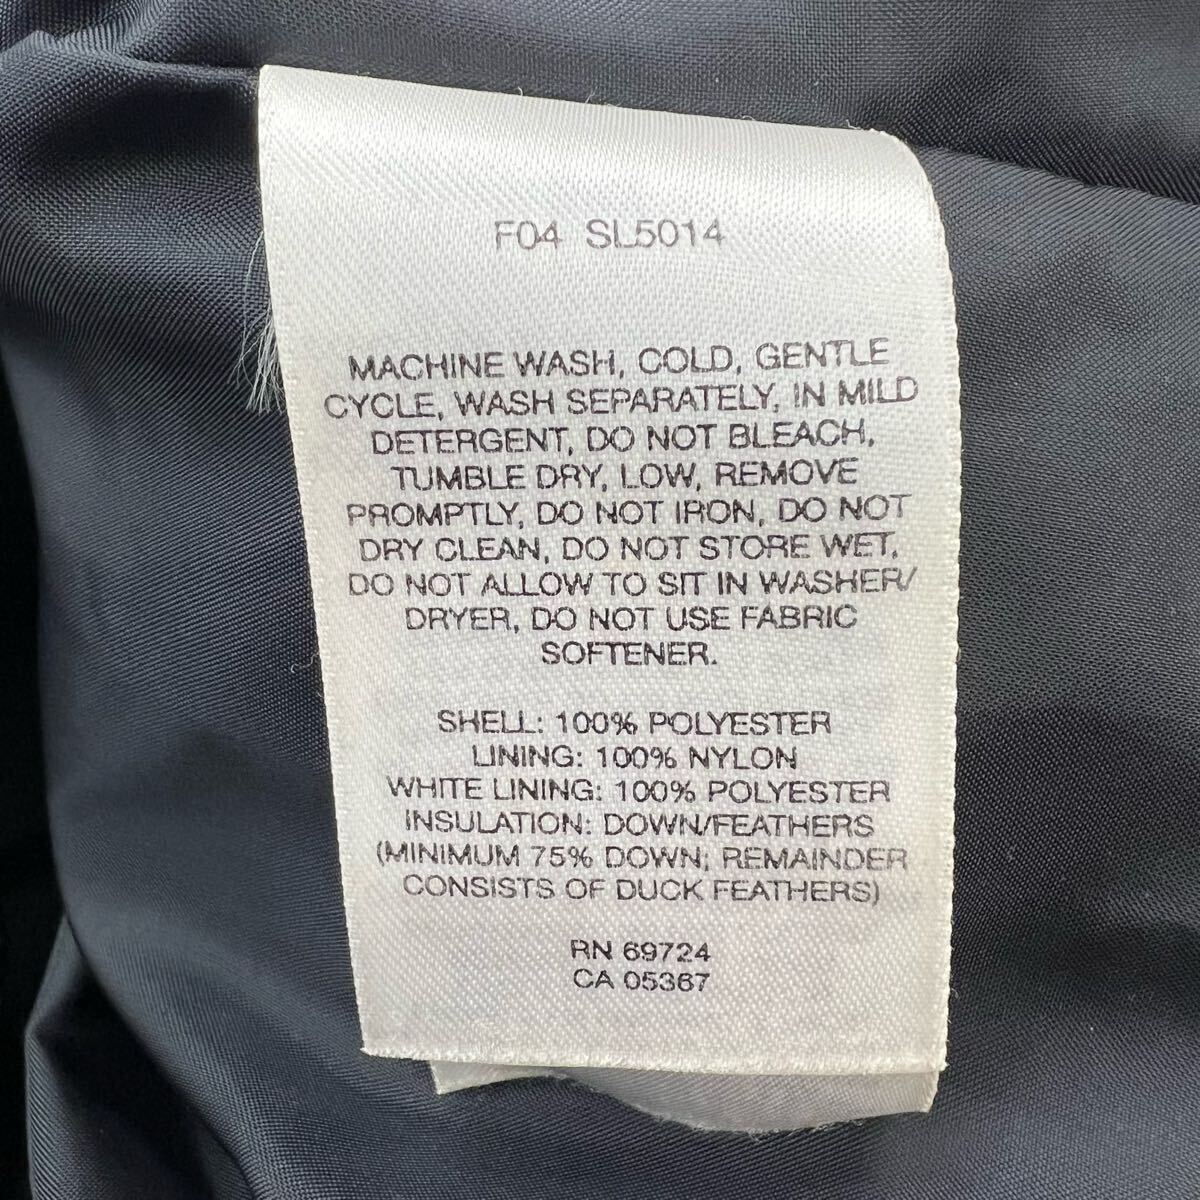 F04 SL5014
MACHINE WASH, COLD, GENTLE
CYCLE, WASH SEPARATELY, IN MILD
DETERGENT, DO NOT BLEACH,
TUMBLE DRY, LOW, REMOVE
PROMPTLY, DO NOT IRON, DO NOT
DRY CLEAN, DO NOT STORE WET,
DO NOT ALLOW TO SIT IN WASHER/
DRYER, DO NOT USE FABRIC
SOFTENER.
SHELL: 100% POLYESTER
LINING: 100% NYLON
WHITE LINING: 100% POLYESTER
INSULATION: DOWN/FEATHERS
(MINIMUM 75% DOWN; REMAINDER
CONSISTS OF DUCK FEATHERS)
RN 69724
CA 05367